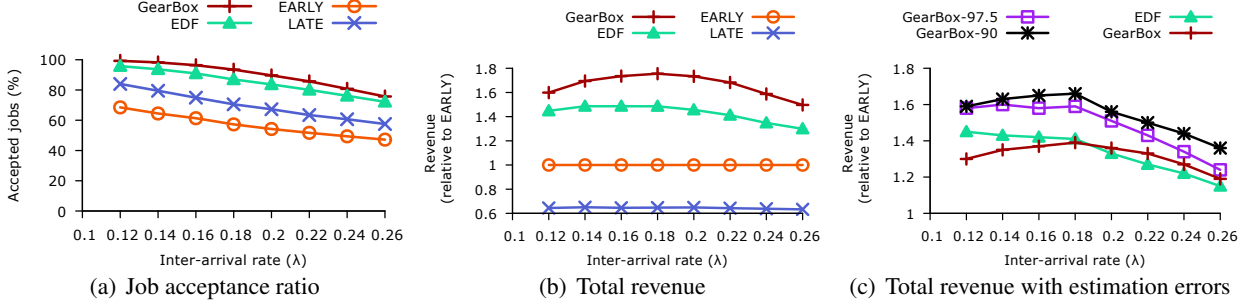 GearBox EARLY
EDF LATE
Accepted jobs (%)
100
80
60
40
20
0
0.1 0.12 0.14 0.16 0.18 0.20 0.22 0.24 0.26
Inter-arrival rate (λ)
(a) Job acceptance ratio
GearBox EARLY
EDF LATE
Revenue
(relative to EARLY)
1.8
1.6
1.4
1.2
1
0.8
0.6
0.1 0.12 0.14 0.16 0.18 0.20 0.22 0.24 0.26
Inter-arrival rate (λ)
(b) Total revenue
GearBox-97.5 EDF
GearBox-90 GearBox
Revenue
(relative to EARLY)
1.8
1.6
1.4
1.2
1
0.1 0.12 0.14 0.16 0.18 0.20 0.22 0.24 0.26
Inter-arrival rate (λ)
(c) Total revenue with estimation errors